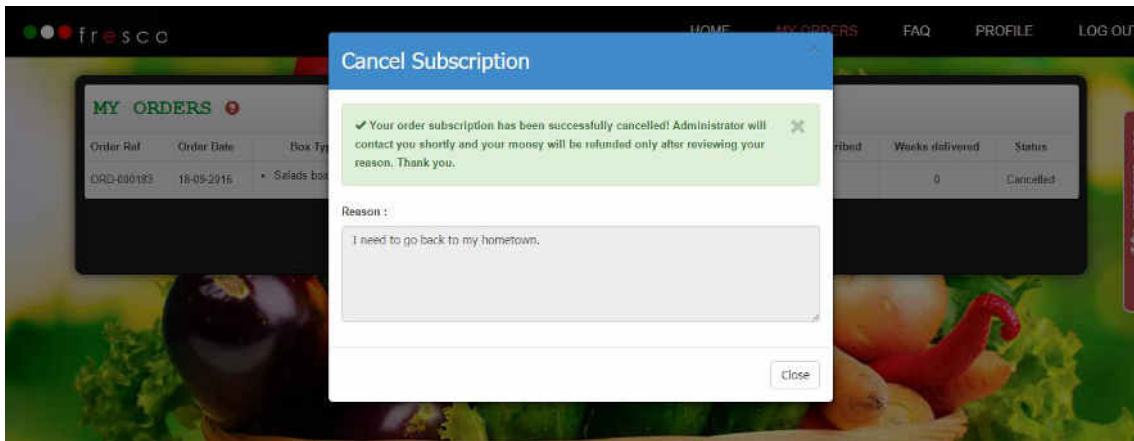 fresco
HOME MY ORDERS FAQ PROFILE LOG OUT
Cancel Subscription
MY ORDERS
✔ Your order subscription has been successfully cancelled! Administrator will
contact you shortly and your money will be refunded only after reviewing your
reason. Thank you.
Order Ref Order Date Box Ty ribed Weeks delivered Status
ORD-000183 18-05-2016 • Salads box 0 Cancelled
Reason :
I need to go back to my hometown.
Close